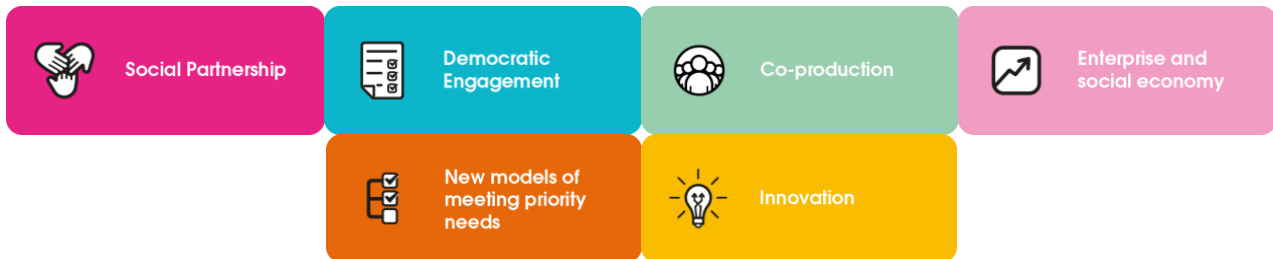 Social Partnership
Democratic
Engagement
Co-production
Enterprise and
social economy
New models of
meeting priority
needs
Innovation